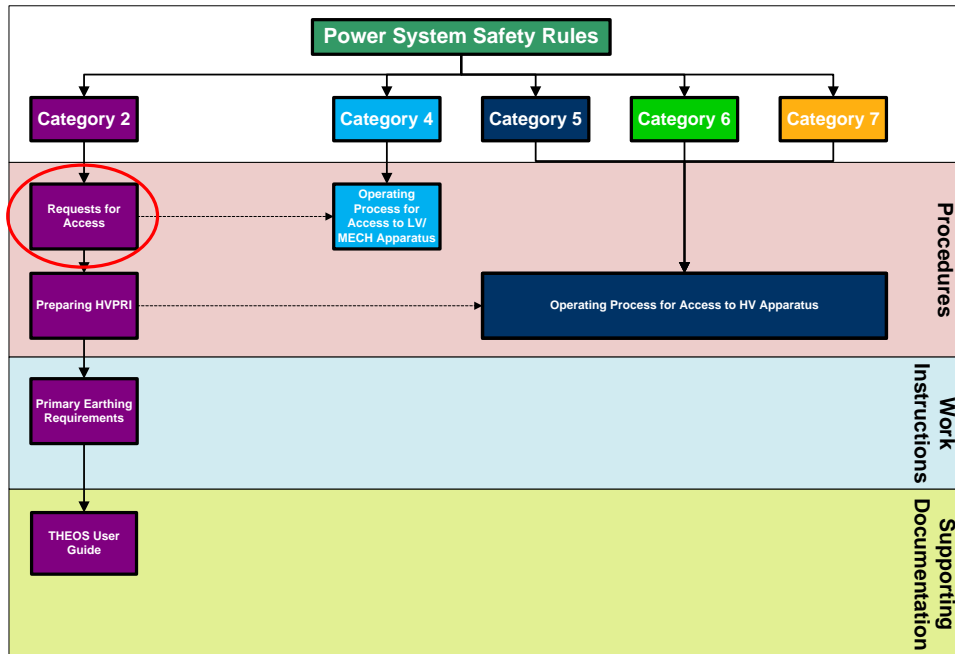 Power System Safety Rules
Category 2
Category 4
Category 5
Category 6
Category 7
Requests for
Access
Operating
Process for
Access to LV/
MECH Apparatus
Preparing HVPRI
Operating Process for Access to HV Apparatus
Procedures
Primary Earthing
Requirements
Work
Instructions
THEOS User
Guide
Supporting
Documentation